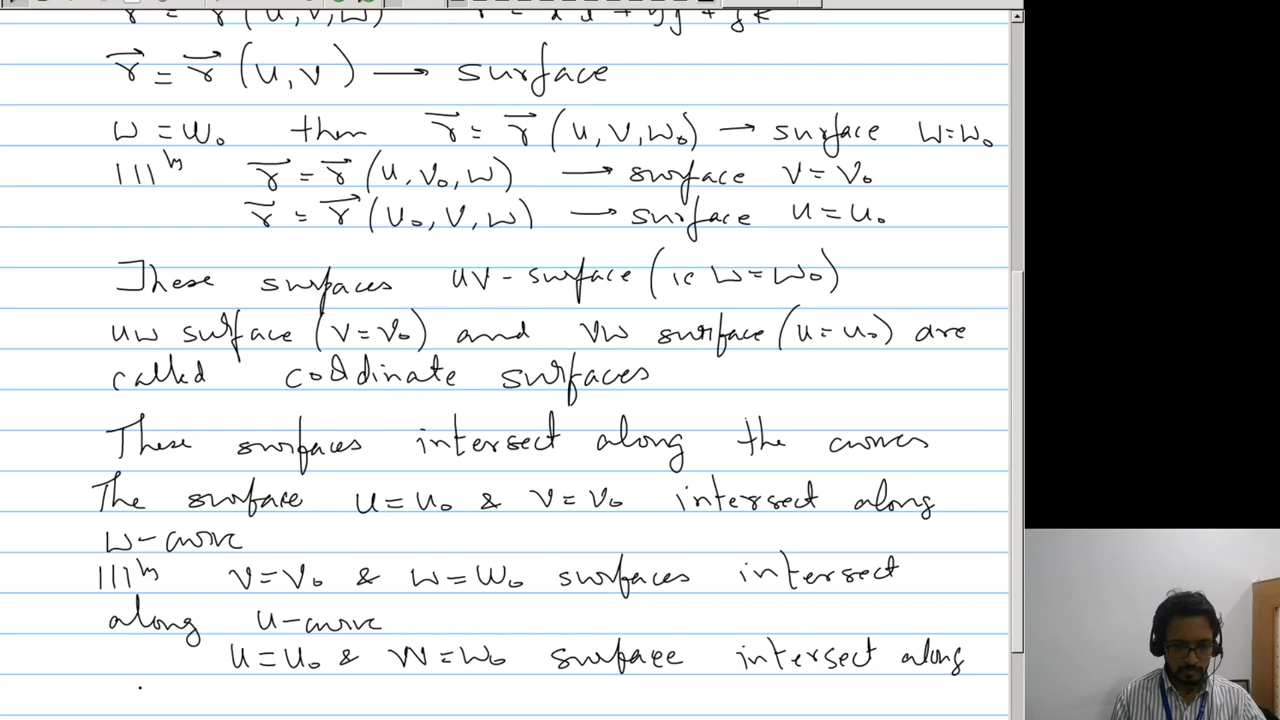 r = r (u, v, w) r = x i + y j + z k
r⃗ = r⃗ (u, v) → surface
w = w₀ then r⃗ = r⃗ (u, v, w₀) → surface w = w₀
|||ly r⃗ = r⃗ (u, v₀, w) → surface v = v₀
r⃗ = r⃗ (u₀, v, w) → surface u = u₀
These surfaces uv - surface (ie w = w₀)
uw surface (v = v₀) and vw surface (u = u₀) are
called coordinate surfaces
These surfaces intersect along the curves
The surface u = u₀ & v = v₀ intersect along
w - curve
|||ly v = v₀ & w = w₀ surfaces intersect
along u - curve
u = u₀ & w = w₀ surface intersect along